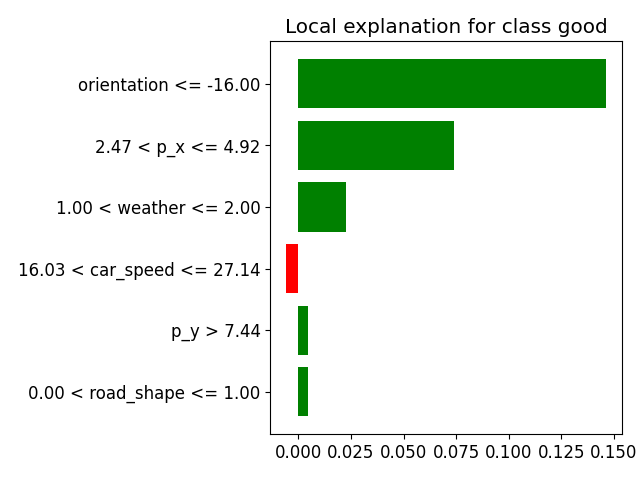 Local explanation for class good
orientation <= -16.00
2.47 < p_x <= 4.92
1.00 < weather <= 2.00
16.03 < car_speed <= 27.14
p_y > 7.44
0.00 < road_shape <= 1.00
0.000 0.025 0.050 0.075 0.100 0.125 0.150